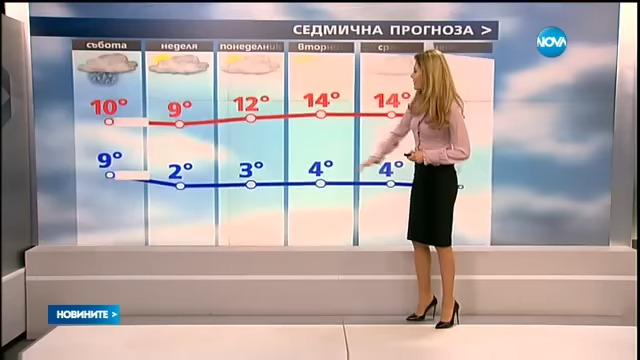 СЕДМИЧНА ПРОГНОЗА >
NOVA
събота неделя понеделник
10° 9° 12° 14° 14°
9° 2° 3° 4° 4°
НОВИНИТЕ >